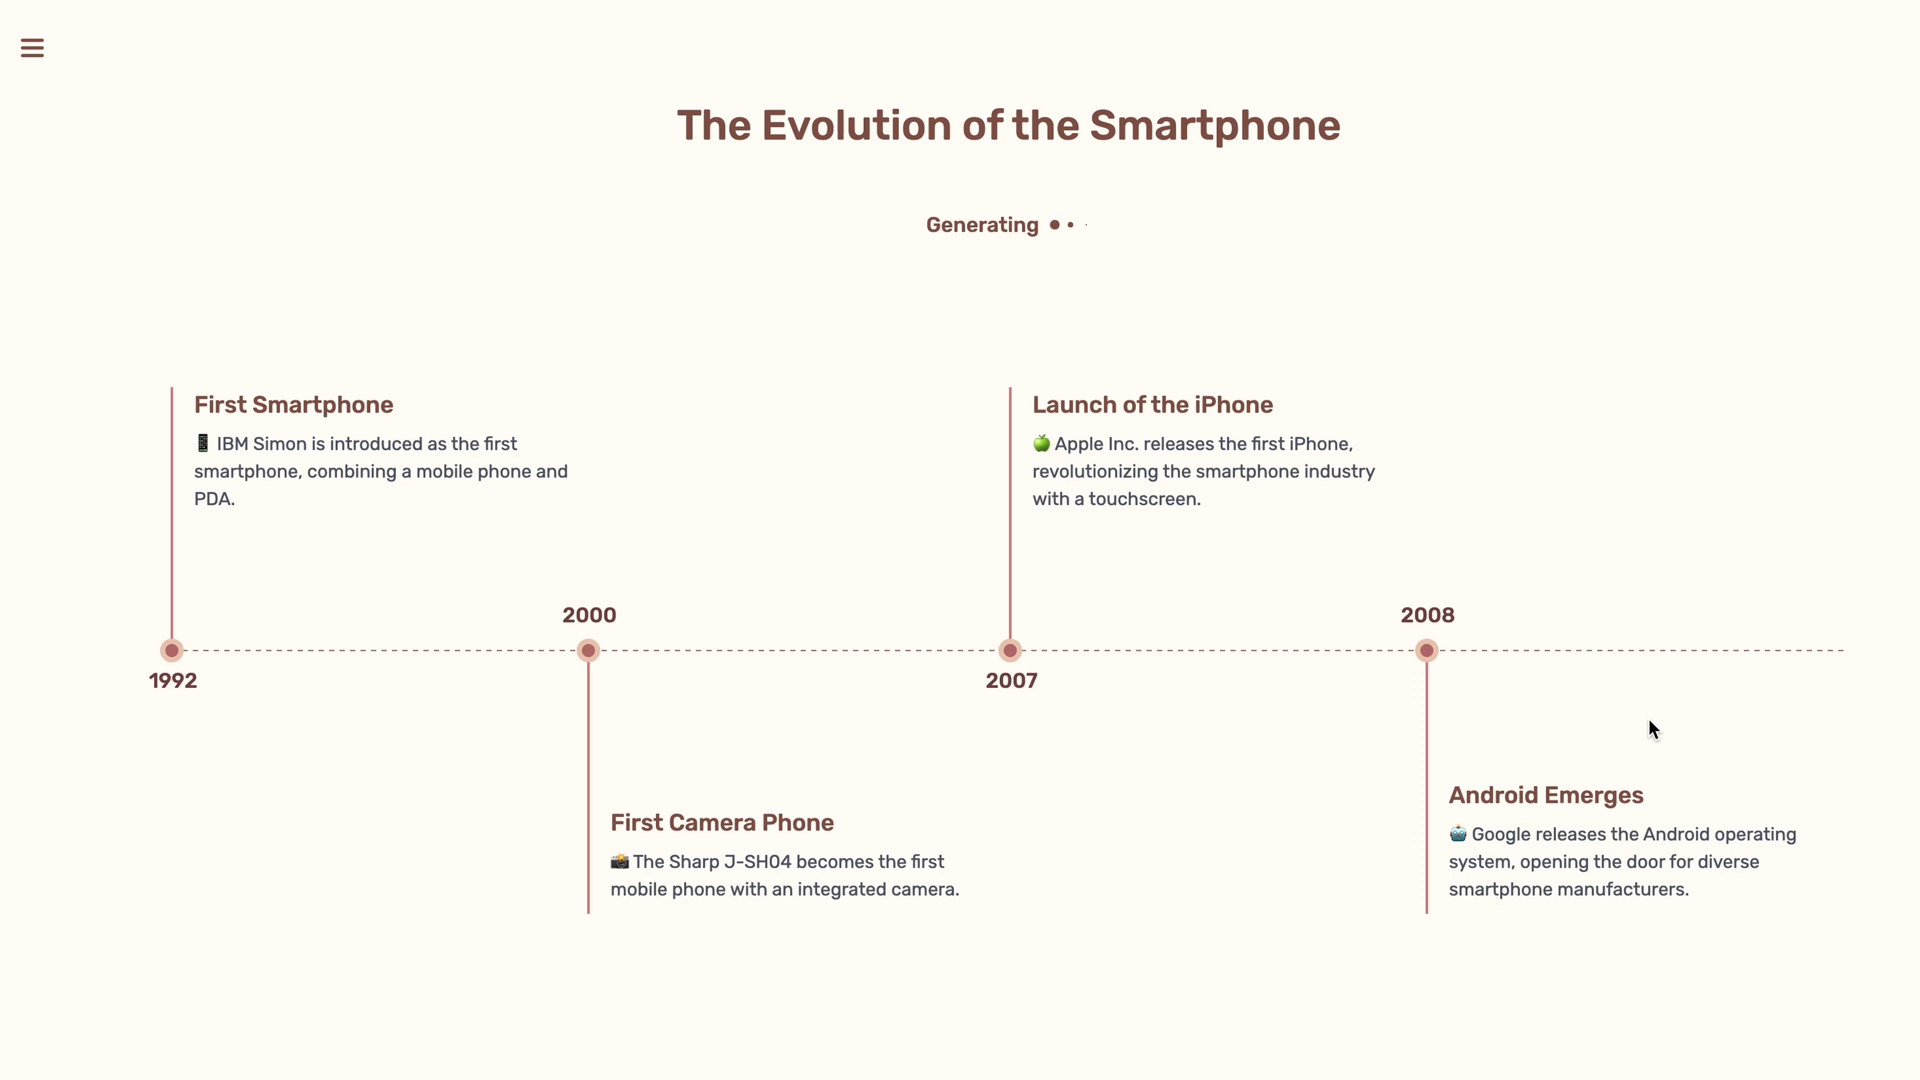 The Evolution of the Smartphone
Generating
First Smartphone
📱 IBM Simon is introduced as the first
smartphone, combining a mobile phone and
PDA.
1992
2000
First Camera Phone
📸 The Sharp J-SH04 becomes the first
mobile phone with an integrated camera.
Launch of the iPhone
🍏 Apple Inc. releases the first iPhone,
revolutionizing the smartphone industry
with a touchscreen.
2007
2008
Android Emerges
🤖 Google releases the Android operating
system, opening the door for diverse
smartphone manufacturers.